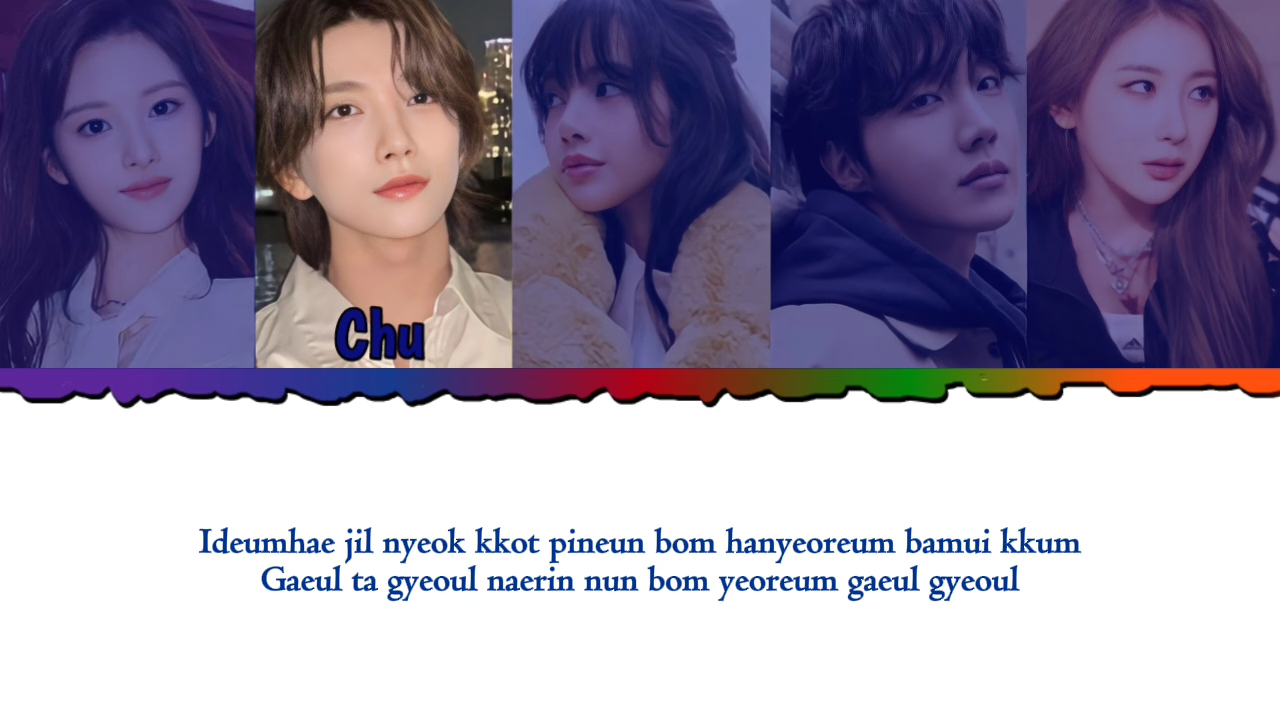 Chu
Ideumhae jil nyeok kkot pineun bom hanyeoreum bamui kkum
Gaeul ta gyeoul naerin nun bom yeoreum gaeul gyeoul